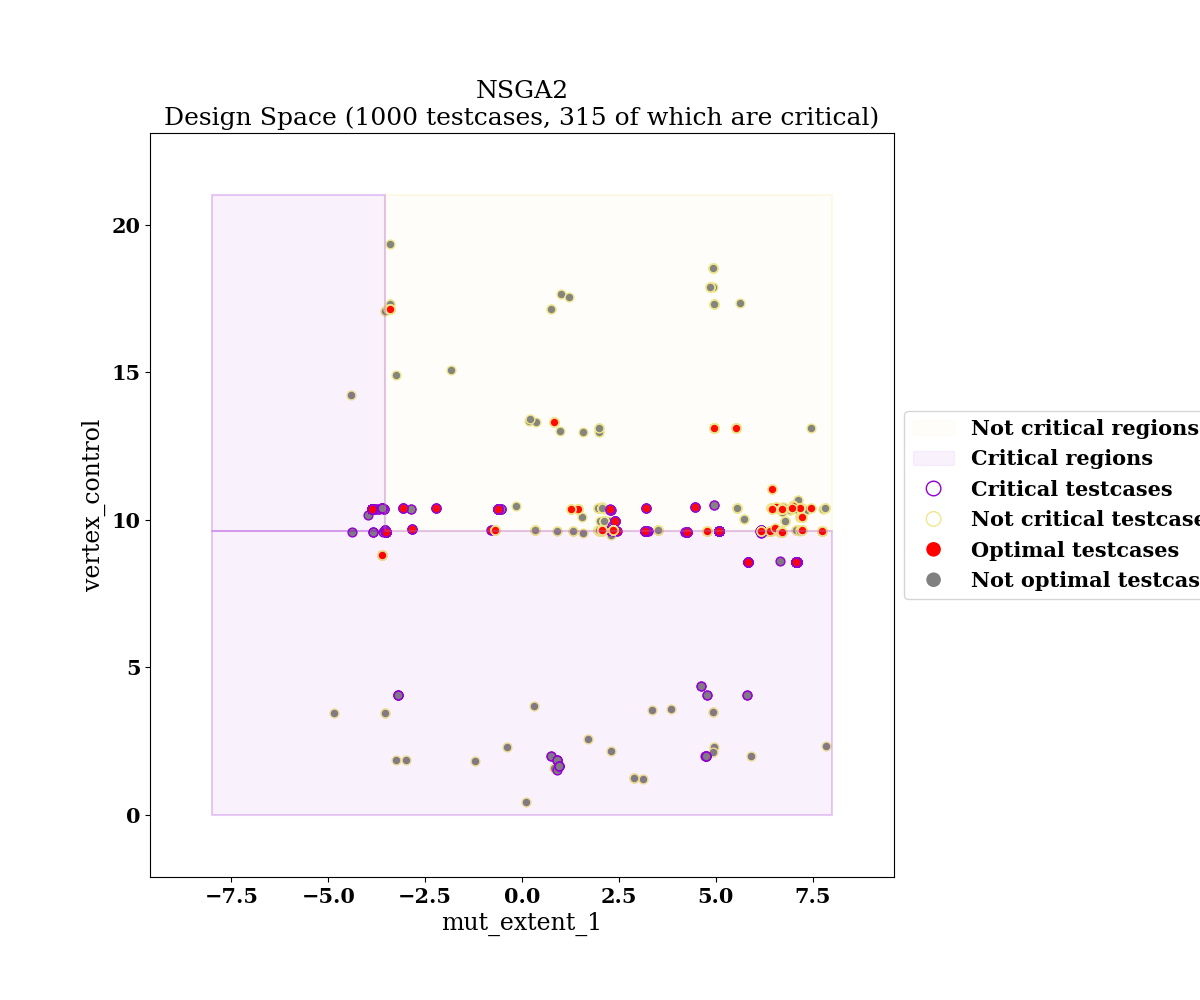 NSGA2
Design Space (1000 testcases, 315 of which are critical)
20
15
10
5
0
vertex_control
−7.5
−5.0
−2.5
0.0
2.5
5.0
7.5
mut_extent_1
Not critical regions
Critical regions
Critical testcases
Not critical testcase
Optimal testcases
Not optimal testcas